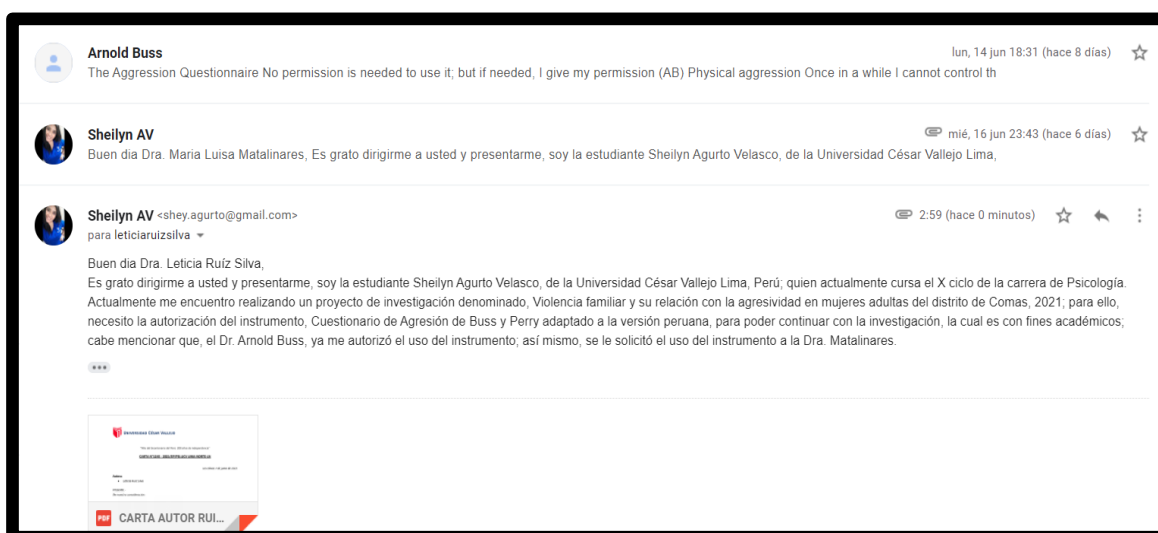 Arnold Buss
lun, 14 jun 18:31 (hace 8 días)
The Aggression Questionnaire No permission is needed to use it; but if needed, I give my permission (AB) Physical aggression Once in a while I cannot control th
Sheilyn AV
mié, 16 jun 23:43 (hace 6 días)
Buen dia Dra. Maria Luisa Matalinares, Es grato dirigirme a usted y presentarme, soy la estudiante Sheilyn Agurto Velasco, de la Universidad César Vallejo Lima,
Sheilyn AV <shey.agurto@gmail.com>
2:59 (hace 0 minutos)
para leticiaruizsilva
Buen dia Dra. Leticia Ruíz Silva,
Es grato dirigirme a usted y presentarme, soy la estudiante Sheilyn Agurto Velasco, de la Universidad César Vallejo Lima, Perú; quien actualmente cursa el X ciclo de la carrera de Psicología.
Actualmente me encuentro realizando un proyecto de investigación denominado, Violencia familiar y su relación con la agresividad en mujeres adultas del distrito de Comas, 2021; para ello,
necesito la autorización del instrumento, Cuestionario de Agresión de Buss y Perry adaptado a la versión peruana, para poder continuar con la investigación, la cual es con fines académicos;
cabe mencionar que, el Dr. Arnold Buss, ya me autorizó el uso del instrumento; así mismo, se le solicitó el uso del instrumento a la Dra. Matalinares.
UNIVERSIDAD CÉSAR VALLEJO
PDF CARTA AUTOR RUI...